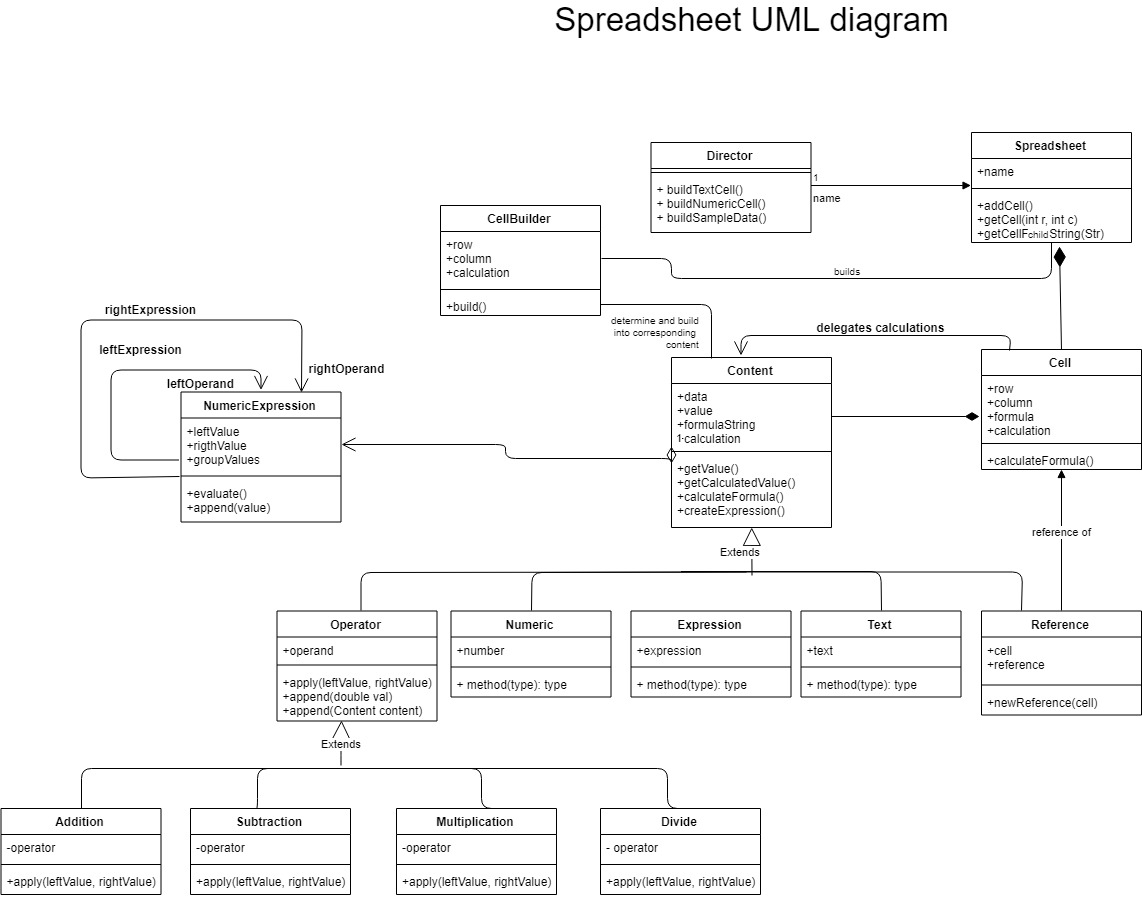 Spreadsheet UML diagram
Director
+ buildTextCell()
+ buildNumericCell()
+ buildSampleData()
1
name
Spreadsheet
+name
+addCell()
+getCell(int r, int c)
+getCellFchildString(Str)
CellBuilder
+row
+column
+calculation
+build()
builds
determine and build
into corresponding
content
delegates calculations
rightExpression
leftExpression
leftOperand
rightOperand
NumericExpression
+leftValue
+rigthValue
+groupValues
+evaluate()
+append(value)
Content
+data
+value
+formulaString
1·calculation
+getValue()
+getCalculatedValue()
+calculateFormula()
+createExpression()
Cell
+row
+column
+formula
+calculation
+calculateFormula()
reference of
Extends
Operator
+operand
+apply(leftValue, rightValue)
+append(double val)
+append(Content content)
Numeric
+number
+ method(type): type
Expression
+expression
+ method(type): type
Text
+text
+ method(type): type
Reference
+cell
+reference
+newReference(cell)
Extends
Addition
-operator
+apply(leftValue, rightValue)
Subtraction
-operator
+apply(leftValue, rightValue)
Multiplication
-operator
+apply(leftValue, rightValue)
Divide
- operator
+apply(leftValue, rightValue)